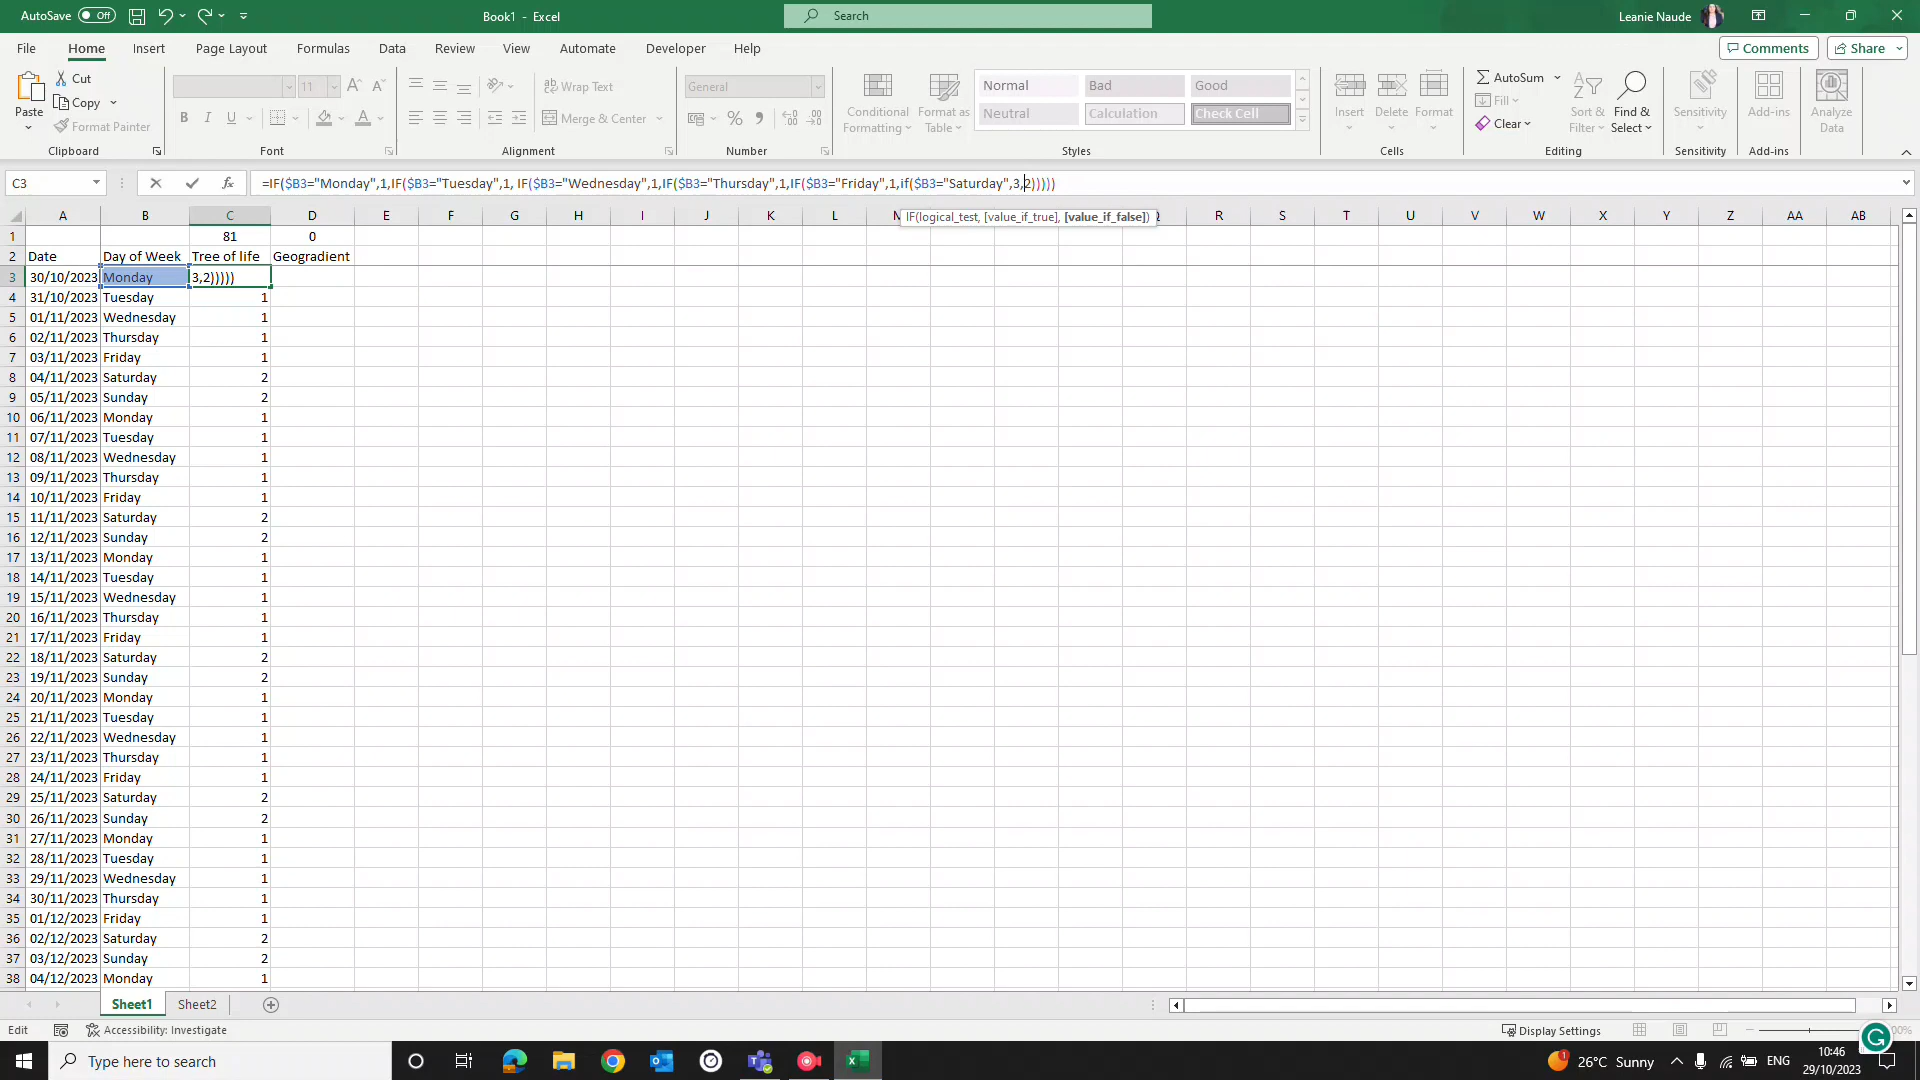 AutoSave Off Book1 - Excel Search Leanie Naude
File Home Insert Page Layout Formulas Data Review View Automate Developer Help Comments Share
Paste Cut Copy Format Painter Clipboard
11 B I U Font
Wrap Text Merge & Center Alignment
General % Number
Conditional Formatting Format as Table Normal Bad Good Neutral Calculation Check Cell Styles
Insert Delete Format Cells
AutoSum Fill Clear Sort & Filter Find & Select Editing
Sensitivity Sensitivity Add-ins Add-ins Analyze Data
C3 fx =IF($B3="Monday",1,IF($B3="Tuesday",1, IF($B3="Wednesday",1,IF($B3="Thursday",1,IF($B3="Friday",1,if($B3="Saturday",3,2)))))
IF(logical_test, [value_if_true], [value_if_false])
A B C D E F G H I J K L R S T U V W X Y Z AA AB
1 81 0
2 Date Day of Week Tree of life Geogradient
3 30/10/2023 Monday 3,2)))))
4 31/10/2023 Tuesday 1
5 01/11/2023 Wednesday 1
6 02/11/2023 Thursday 1
7 03/11/2023 Friday 1
8 04/11/2023 Saturday 2
9 05/11/2023 Sunday 2
10 06/11/2023 Monday 1
11 07/11/2023 Tuesday 1
12 08/11/2023 Wednesday 1
13 09/11/2023 Thursday 1
14 10/11/2023 Friday 1
15 11/11/2023 Saturday 2
16 12/11/2023 Sunday 2
17 13/11/2023 Monday 1
18 14/11/2023 Tuesday 1
19 15/11/2023 Wednesday 1
20 16/11/2023 Thursday 1
21 17/11/2023 Friday 1
22 18/11/2023 Saturday 2
23 19/11/2023 Sunday 2
24 20/11/2023 Monday 1
25 21/11/2023 Tuesday 1
26 22/11/2023 Wednesday 1
27 23/11/2023 Thursday 1
28 24/11/2023 Friday 1
29 25/11/2023 Saturday 2
30 26/11/2023 Sunday 2
31 27/11/2023 Monday 1
32 28/11/2023 Tuesday 1
33 29/11/2023 Wednesday 1
34 30/11/2023 Thursday 1
35 01/12/2023 Friday 1
36 02/12/2023 Saturday 2
37 03/12/2023 Sunday 2
38 04/12/2023 Monday 1
Sheet1 Sheet2
Edit Accessibility: Investigate Display Settings
Type here to search 26°C Sunny ENG 10:46
29/10/2023